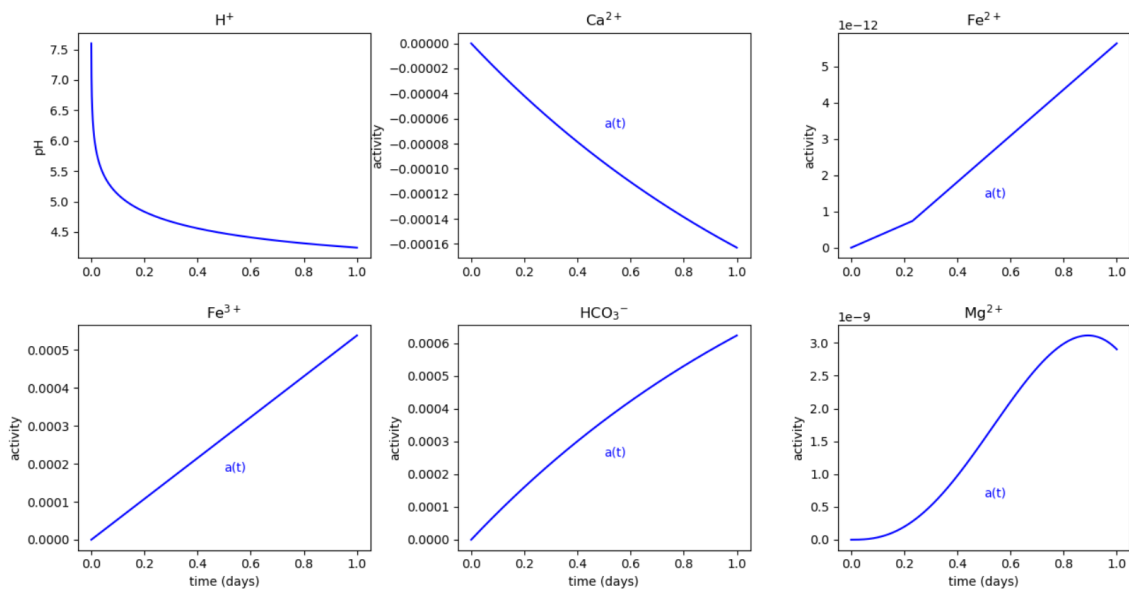 H⁺
pH
7.5
7.0
6.5
6.0
5.5
5.0
4.5
0.0 0.2 0.4 0.6 0.8 1.0
Ca²⁺
activity
0.00000
−0.00002
−0.00004
−0.00006
−0.00008
−0.00010
−0.00012
−0.00014
−0.00016
a(t)
0.0 0.2 0.4 0.6 0.8 1.0
Fe²⁺
1e−12
activity
5
4
3
2
1
0
a(t)
0.0 0.2 0.4 0.6 0.8 1.0
Fe³⁺
activity
0.0005
0.0004
0.0003
0.0002
0.0001
0.0000
a(t)
0.0 0.2 0.4 0.6 0.8 1.0
time (days)
HCO₃⁻
activity
0.0006
0.0005
0.0004
0.0003
0.0002
0.0001
0.0000
a(t)
0.0 0.2 0.4 0.6 0.8 1.0
time (days)
Mg²⁺
1e−9
activity
3.0
2.5
2.0
1.5
1.0
0.5
0.0
a(t)
0.0 0.2 0.4 0.6 0.8 1.0
time (days)